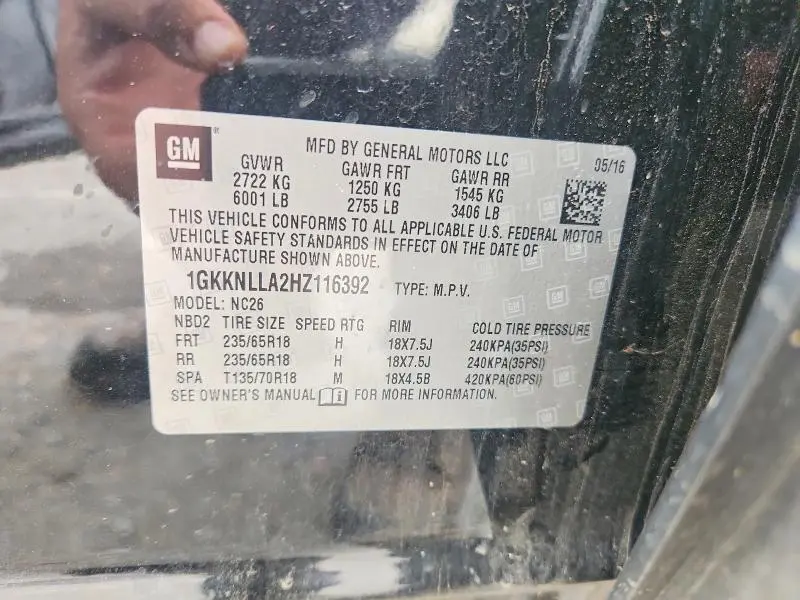 GM
MFD BY GENERAL MOTORS LLC
05/16
GVWR GAWR FRT GAWR RR
2722 KG 1250 KG 1545 KG
6001 LB 2755 LB 3406 LB
THIS VEHICLE CONFORMS TO ALL APPLICABLE U.S. FEDERAL MOTOR
VEHICLE SAFETY STANDARDS IN EFFECT ON THE DATE OF
MANUFACTURE SHOWN ABOVE.
1GKKNLLA2HZ116392 TYPE: M.P.V.
MODEL: NC26
NBD2 TIRE SIZE SPEED RTG RIM COLD TIRE PRESSURE
FRT 235/65R18 H 18X7.5J 240KPA(35PSI)
RR 235/65R18 H 18X7.5J 240KPA(35PSI)
SPA T135/70R18 M 18X4.5B 420KPA(60PSI)
SEE OWNER'S MANUAL FOR MORE INFORMATION.